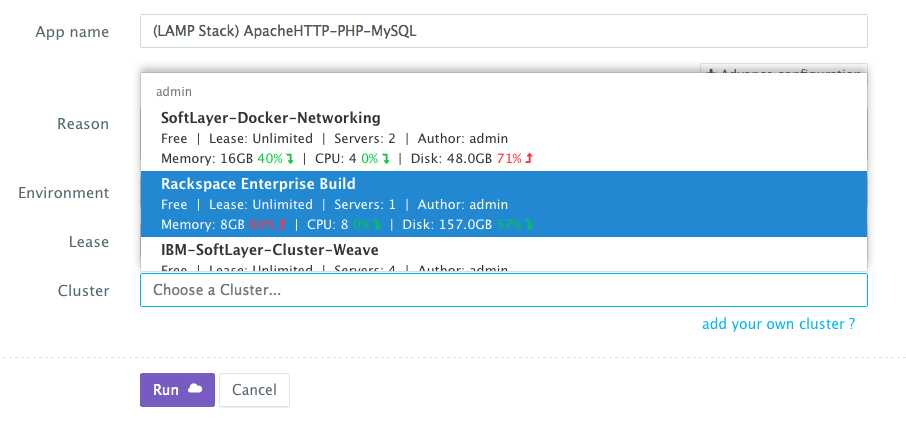 App name
(LAMP Stack) ApacheHTTP-PHP-MySQL
Advance configuration
admin
SoftLayer-Docker-Networking
Free | Lease: Unlimited | Servers: 2 | Author: admin
Memory: 16GB 40% | CPU: 4 0% | Disk: 48.0GB 71%
Reason
Rackspace Enterprise Build
Free | Lease: Unlimited | Servers: 1 | Author: admin
Environment
Memory: 8GB 60% | CPU: 8 0% | Disk: 157.0GB 57%
Lease
IBM-SoftLayer-Cluster-Weave
Free | Lease: Unlimited | Servers: 4 | Author: admin
Cluster
Choose a Cluster...
add your own cluster ?
Run
Cancel